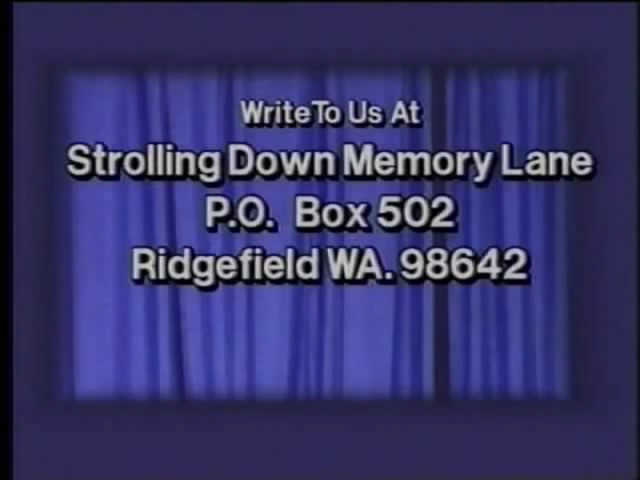 Write To Us At
Strolling Down Memory Lane
P.O. Box 502
Ridgefield WA. 98642